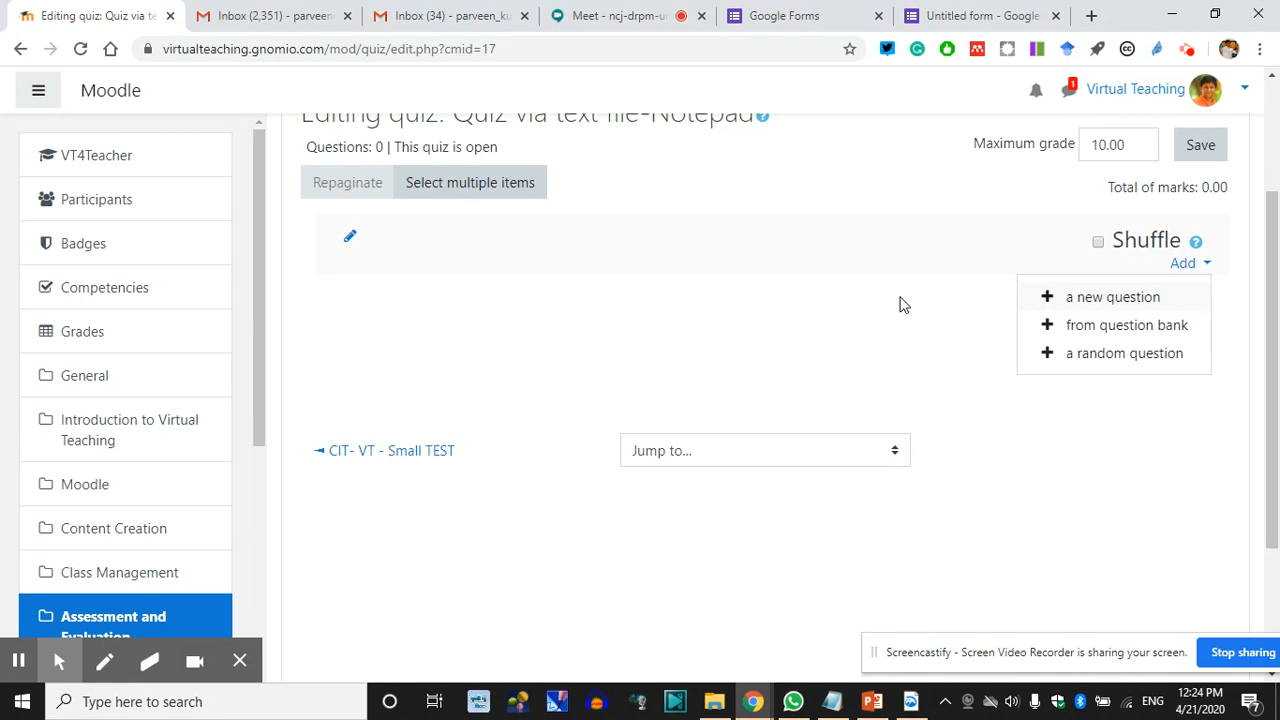 Editing quiz: Quiz via te
Inbox (2,351) - parveen
Inbox (34) - parveen_ku
Meet - ncj-drpm-u
Google Forms
Untitled form - Google
virtualteaching.gnomio.com/mod/quiz/edit.php?cmid=17
Moodle
1
Virtual Teaching
VT4Teacher
Participants
Badges
Competencies
Grades
General
Introduction to Virtual
Teaching
Moodle
Content Creation
Class Management
Assessment and
Evaluation
Editing quiz: Quiz via text file-Notepad
Questions: 0 | This quiz is open
Maximum grade
10.00
Save
Repaginate
Select multiple items
Total of marks: 0.00
Shuffle
Add
a new question
from question bank
a random question
CIT- VT - Small TEST
Jump to...
Screencastify - Screen Video Recorder is sharing your screen.
Stop sharing
Type here to search
ENG
12:24 PM
4/21/2020
7